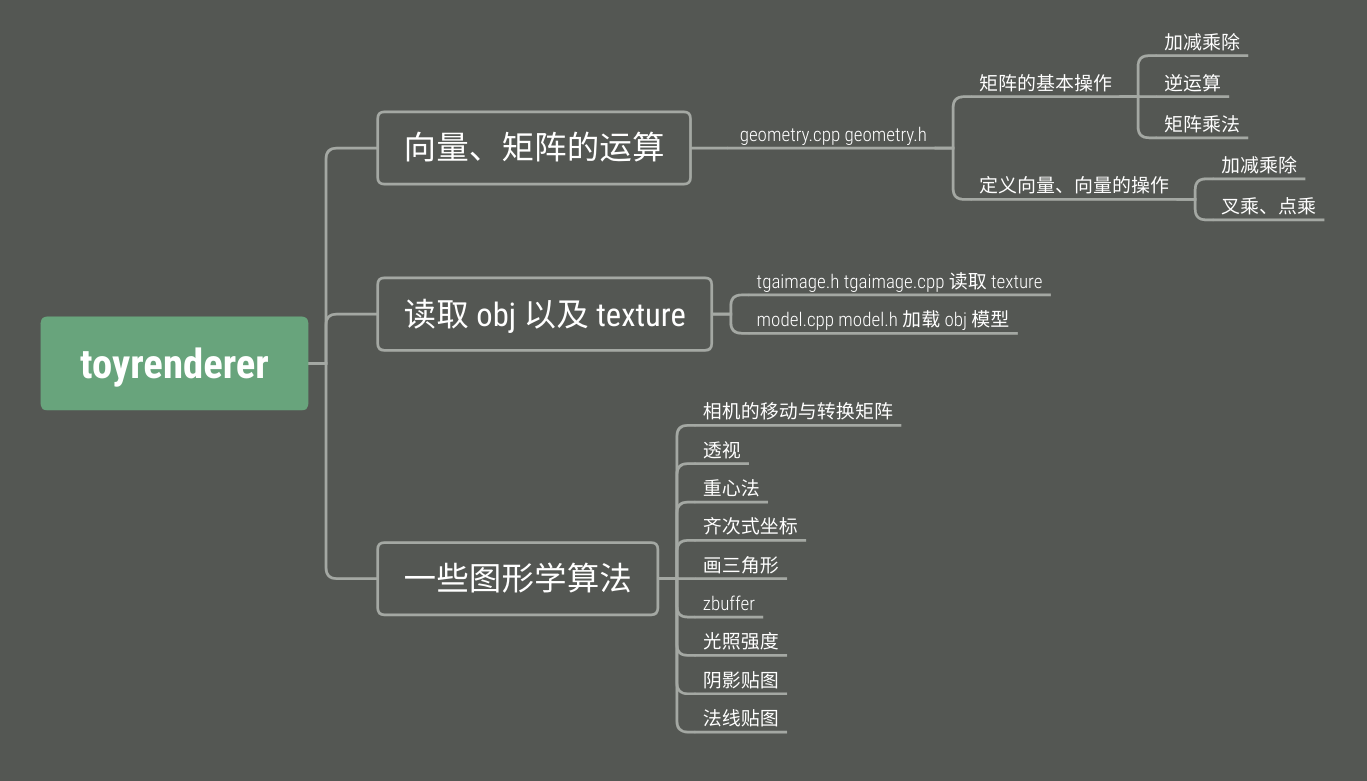 toyrenderer
向量、矩阵的运算
geometry.cpp geometry.h
矩阵的基本操作
加减乘除
逆运算
矩阵乘法
定义向量、向量的操作
加减乘除
叉乘、点乘
读取 obj 以及 texture
tgaimage.h tgaimage.cpp 读取 texture
model.cpp model.h 加载 obj 模型
一些图形学算法
相机的移动与转换矩阵
透视
重心法
齐次式坐标
画三角形
zbuffer
光照强度
阴影贴图
法线贴图